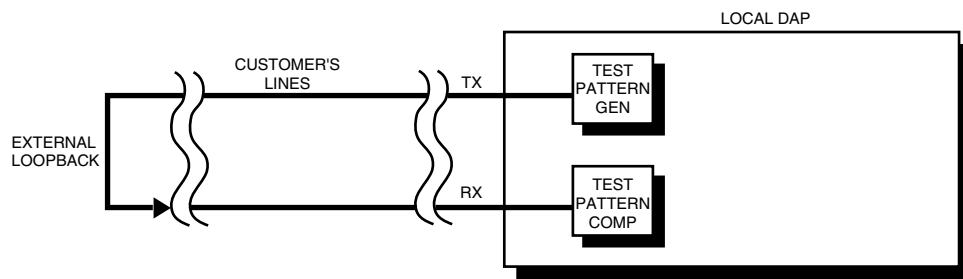 LOCAL DAP
CUSTOMER'S
LINES
TX
TEST
PATTERN
GEN
EXTERNAL
LOOPBACK
RX
TEST
PATTERN
COMP